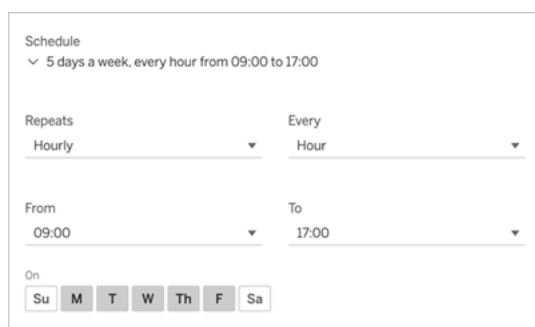 Schedule
5 days a week, every hour from 09:00 to 17:00
Repeats Every
Hourly Hour
From To
09:00 17:00
On
Su M T W Th F Sa